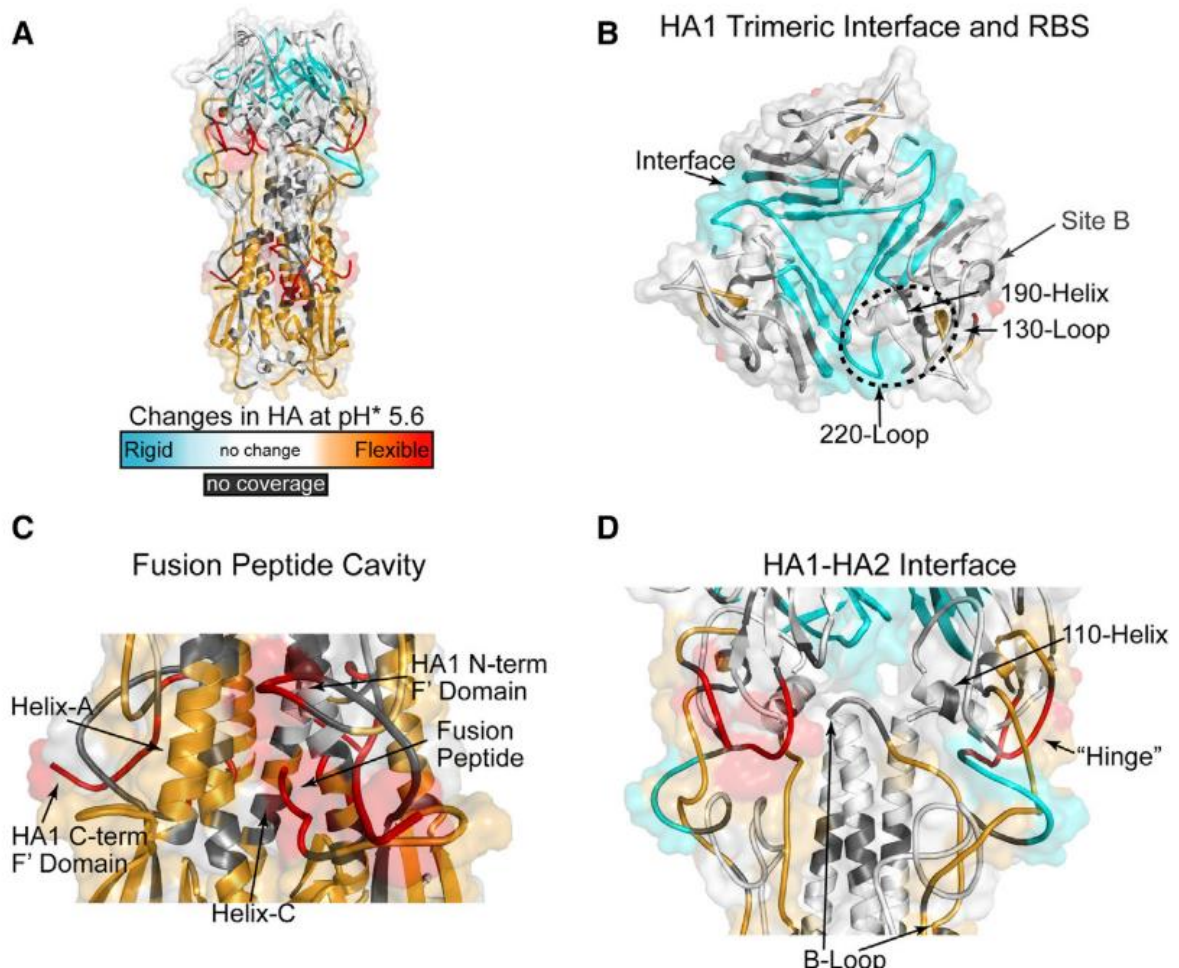 A
B
HA1 Trimeric Interface and RBS
Interface
Site B
190-Helix
130-Loop
220-Loop
Changes in HA at pH* 5.6
Rigid no change Flexible
no coverage
C
Fusion Peptide Cavity
HA1 N-term
F' Domain
Helix-A
Fusion
Peptide
HA1 C-term
F' Domain
Helix-C
D
HA1-HA2 Interface
110-Helix
“Hinge”
B-Loop